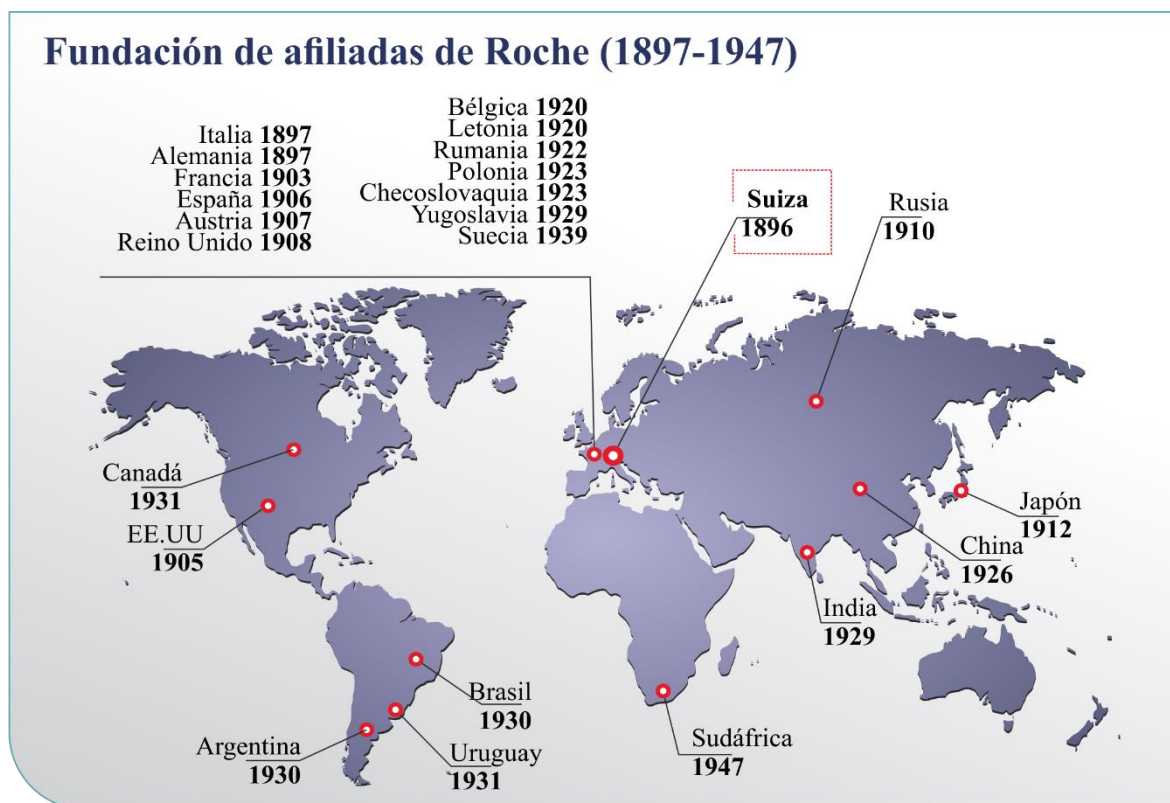 Fundación de afiliadas de Roche (1897-1947)
Italia 1897
Alemania 1897
Francia 1903
España 1906
Austria 1907
Reino Unido 1908
Bélgica 1920
Letonia 1920
Rumania 1922
Polonia 1923
Checoslovaquia 1923
Yugoslavia 1929
Suecia 1939
Suiza
1896
Rusia
1910
Canadá
1931
EE.UU
1905
Japón
1912
China
1926
India
1929
Brasil
1930
Uruguay
1931
Argentina
1930
Sudáfrica
1947